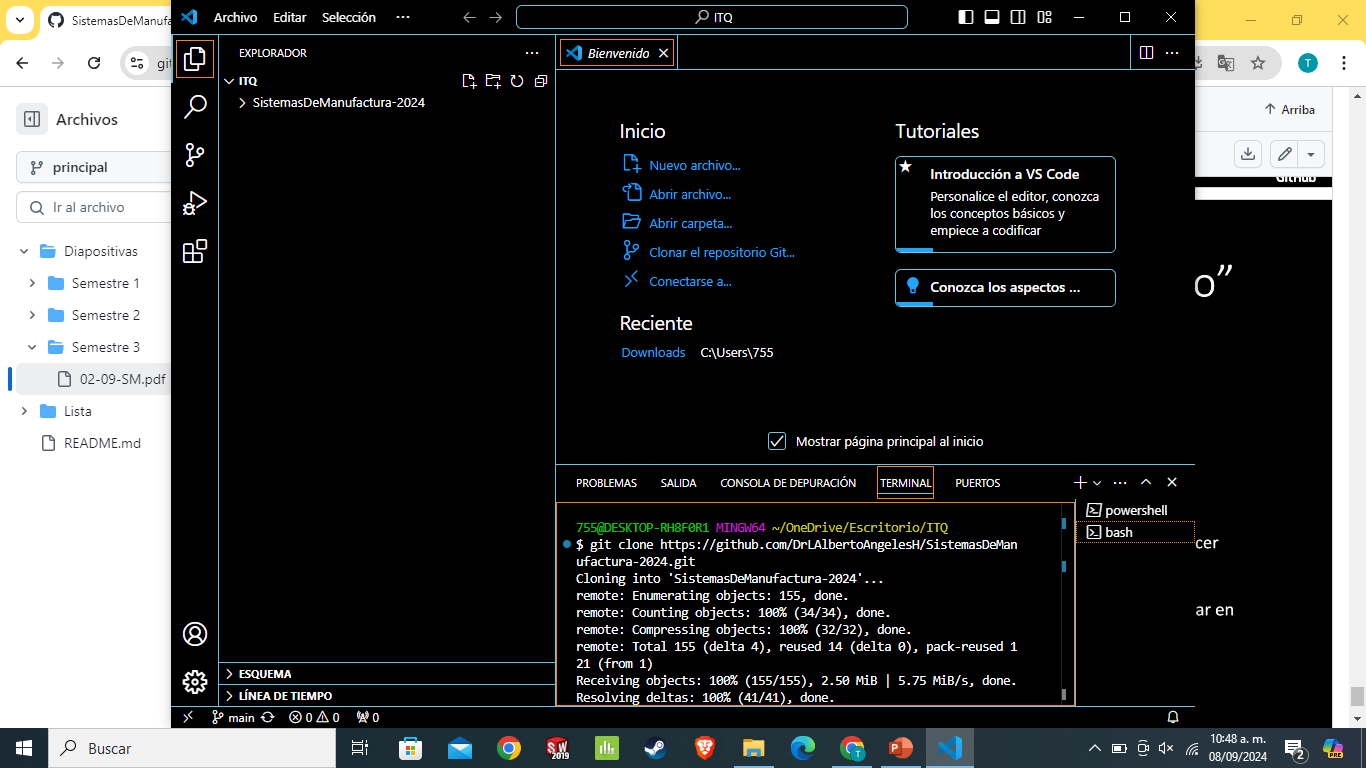 SistemasDeManufa
Archivo Editar Selección ··· ITQ
git
T
Archivos
principal
Ir al archivo
Diapositivas
Semestre 1
Semestre 2
Semestre 3
02-09-SM.pdf
Lista
README.md
EXPLORADOR
ITQ
SistemasDeManufactura-2024
ESQUEMA
LÍNEA DE TIEMPO
Bienvenido
Inicio
Nuevo archivo...
Abrir archivo...
Abrir carpeta...
Clonar el repositorio Git...
Conectarse a...
Reciente
Downloads C:\Users\755
Tutoriales
Introducción a VS Code
Personalice el editor, conozca
los conceptos básicos y
empiece a codificar
Conozca los aspectos ...
Mostrar página principal al inicio
PROBLEMAS SALIDA CONSOLA DE DEPURACIÓN TERMINAL PUERTOS
755@DESKTOP-RH8F0R1 MINGW64 ~/OneDrive/Escritorio/ITQ
$ git clone https://github.com/DrLAlbertoAngelesH/SistemasDeMan
ufactura-2024.git
Cloning into 'SistemasDeManufactura-2024'...
remote: Enumerating objects: 155, done.
remote: Counting objects: 100% (34/34), done.
remote: Compressing objects: 100% (32/32), done.
remote: Total 155 (delta 4), reused 14 (delta 0), pack-reused 1
21 (from 1)
Receiving objects: 100% (155/155), 2.50 MiB | 5.75 MiB/s, done.
Resolving deltas: 100% (41/41), done.
powershell
bash
main 0 0 0
Arriba
GitHub
o”
cer
ar en
Buscar
SW
2019
10:48 a. m.
08/09/2024
2
PRE